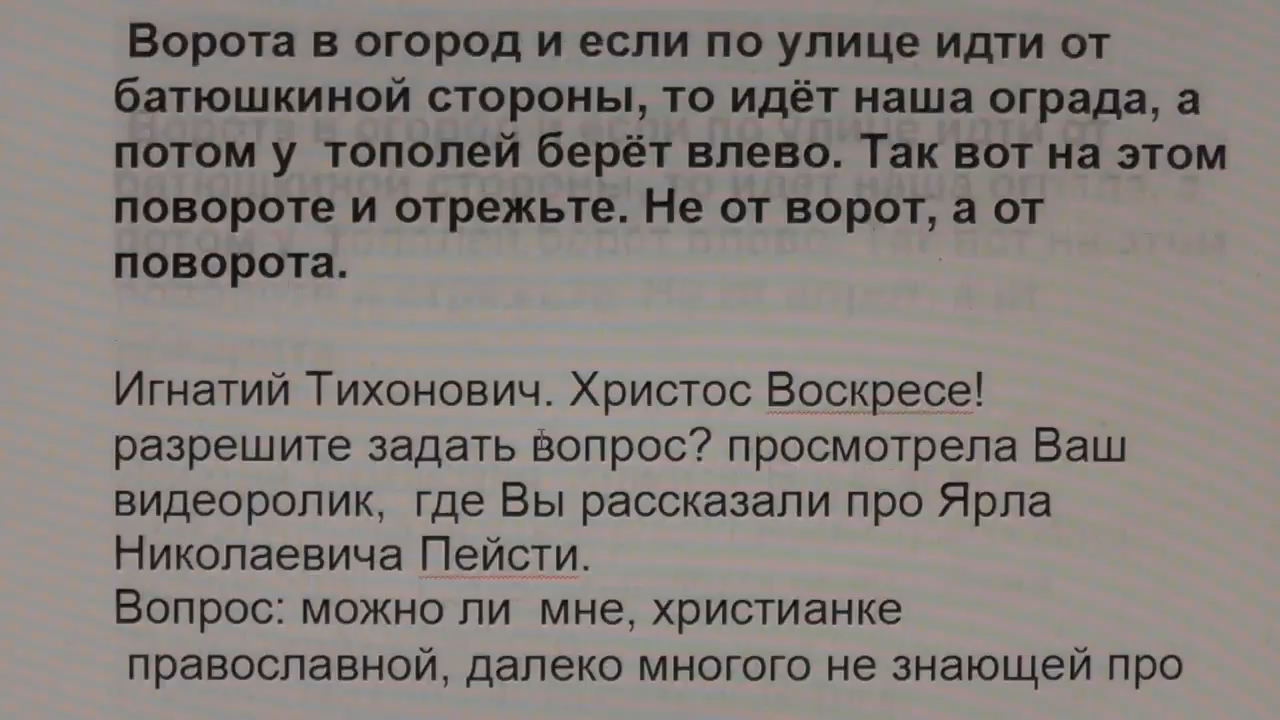 Ворота в огород и если по улице идти от
батюшкиной стороны, то идёт наша ограда, а
потом у тополей берёт влево. Так вот на этом
повороте и отрежьте. Не от ворот, а от
поворота.
Игнатий Тихонович. Христос Воскресе!
разрешите задать вопрос? просмотрела Ваш
видеоролик, где Вы рассказали про Ярла
Николаевича Пейсти.
Вопрос: можно ли мне, христианке
православной, далеко многого не знающей про